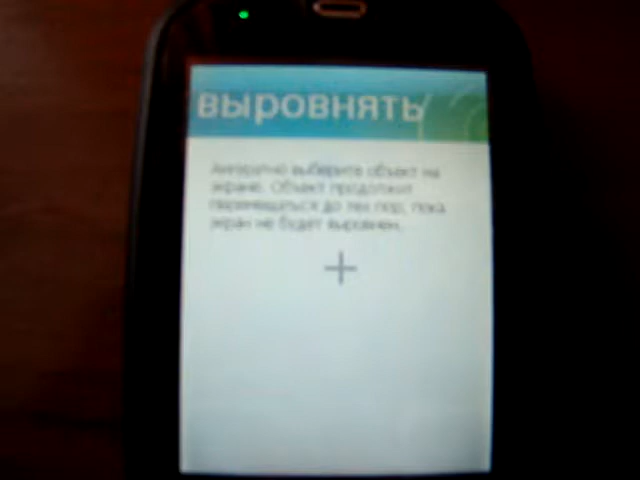 выровнять
Аккуратно выберите объект на
экране. Объект продолжит
перемещаться до тех пор, пока
экран не будет выровнен.